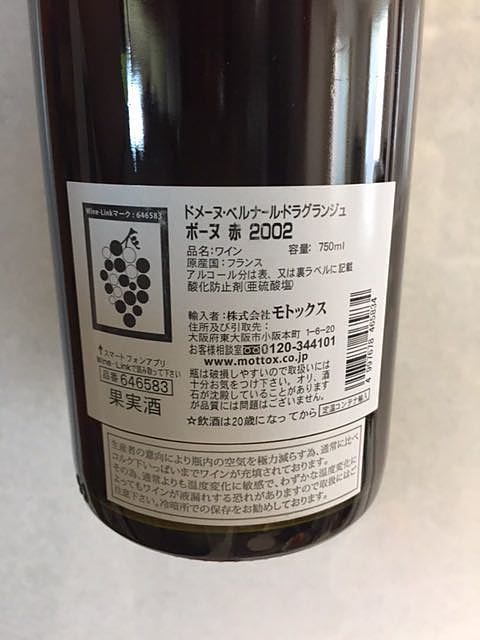 Wine-Linkマーク:646583
ドメーヌ・ベルナール・ドラグランジュ
ボーヌ 赤 2002
品名:ワイン 容量: 750ml
原産国:フランス
アルコール分は表、又は裏ラベルに記載
酸化防止剤(亜硫酸塩)
輸入者:株式会社 モトックス
住所及び引取先:
大阪府東大阪市小阪本町 1-6-20
お客様相談室 0120-344101
www.mottox.co.jp
瓶は破損しやすいので取扱いには
十分お気をつけ下さい。オリ、酒
石が沈殿していることがあります
が品質には問題はございません。
☆飲酒は20歳になってから
定温コンテナ輸入
↑スマートフォンアプリ
Wine-Linkで読み取って下さい
品番 646583
果実酒
4 997678 465834
生産者の意向により瓶内の空気を極力減らす為、通常に比べ
コルク下いっぱいまでワインが充填されております。
その為、通常よりも温度変化に敏感で、わずかな温度変化に
よってもワインが液漏れする恐れがありますので取扱にはご
注意下さい。冷暗所での保存をお勧めしております。